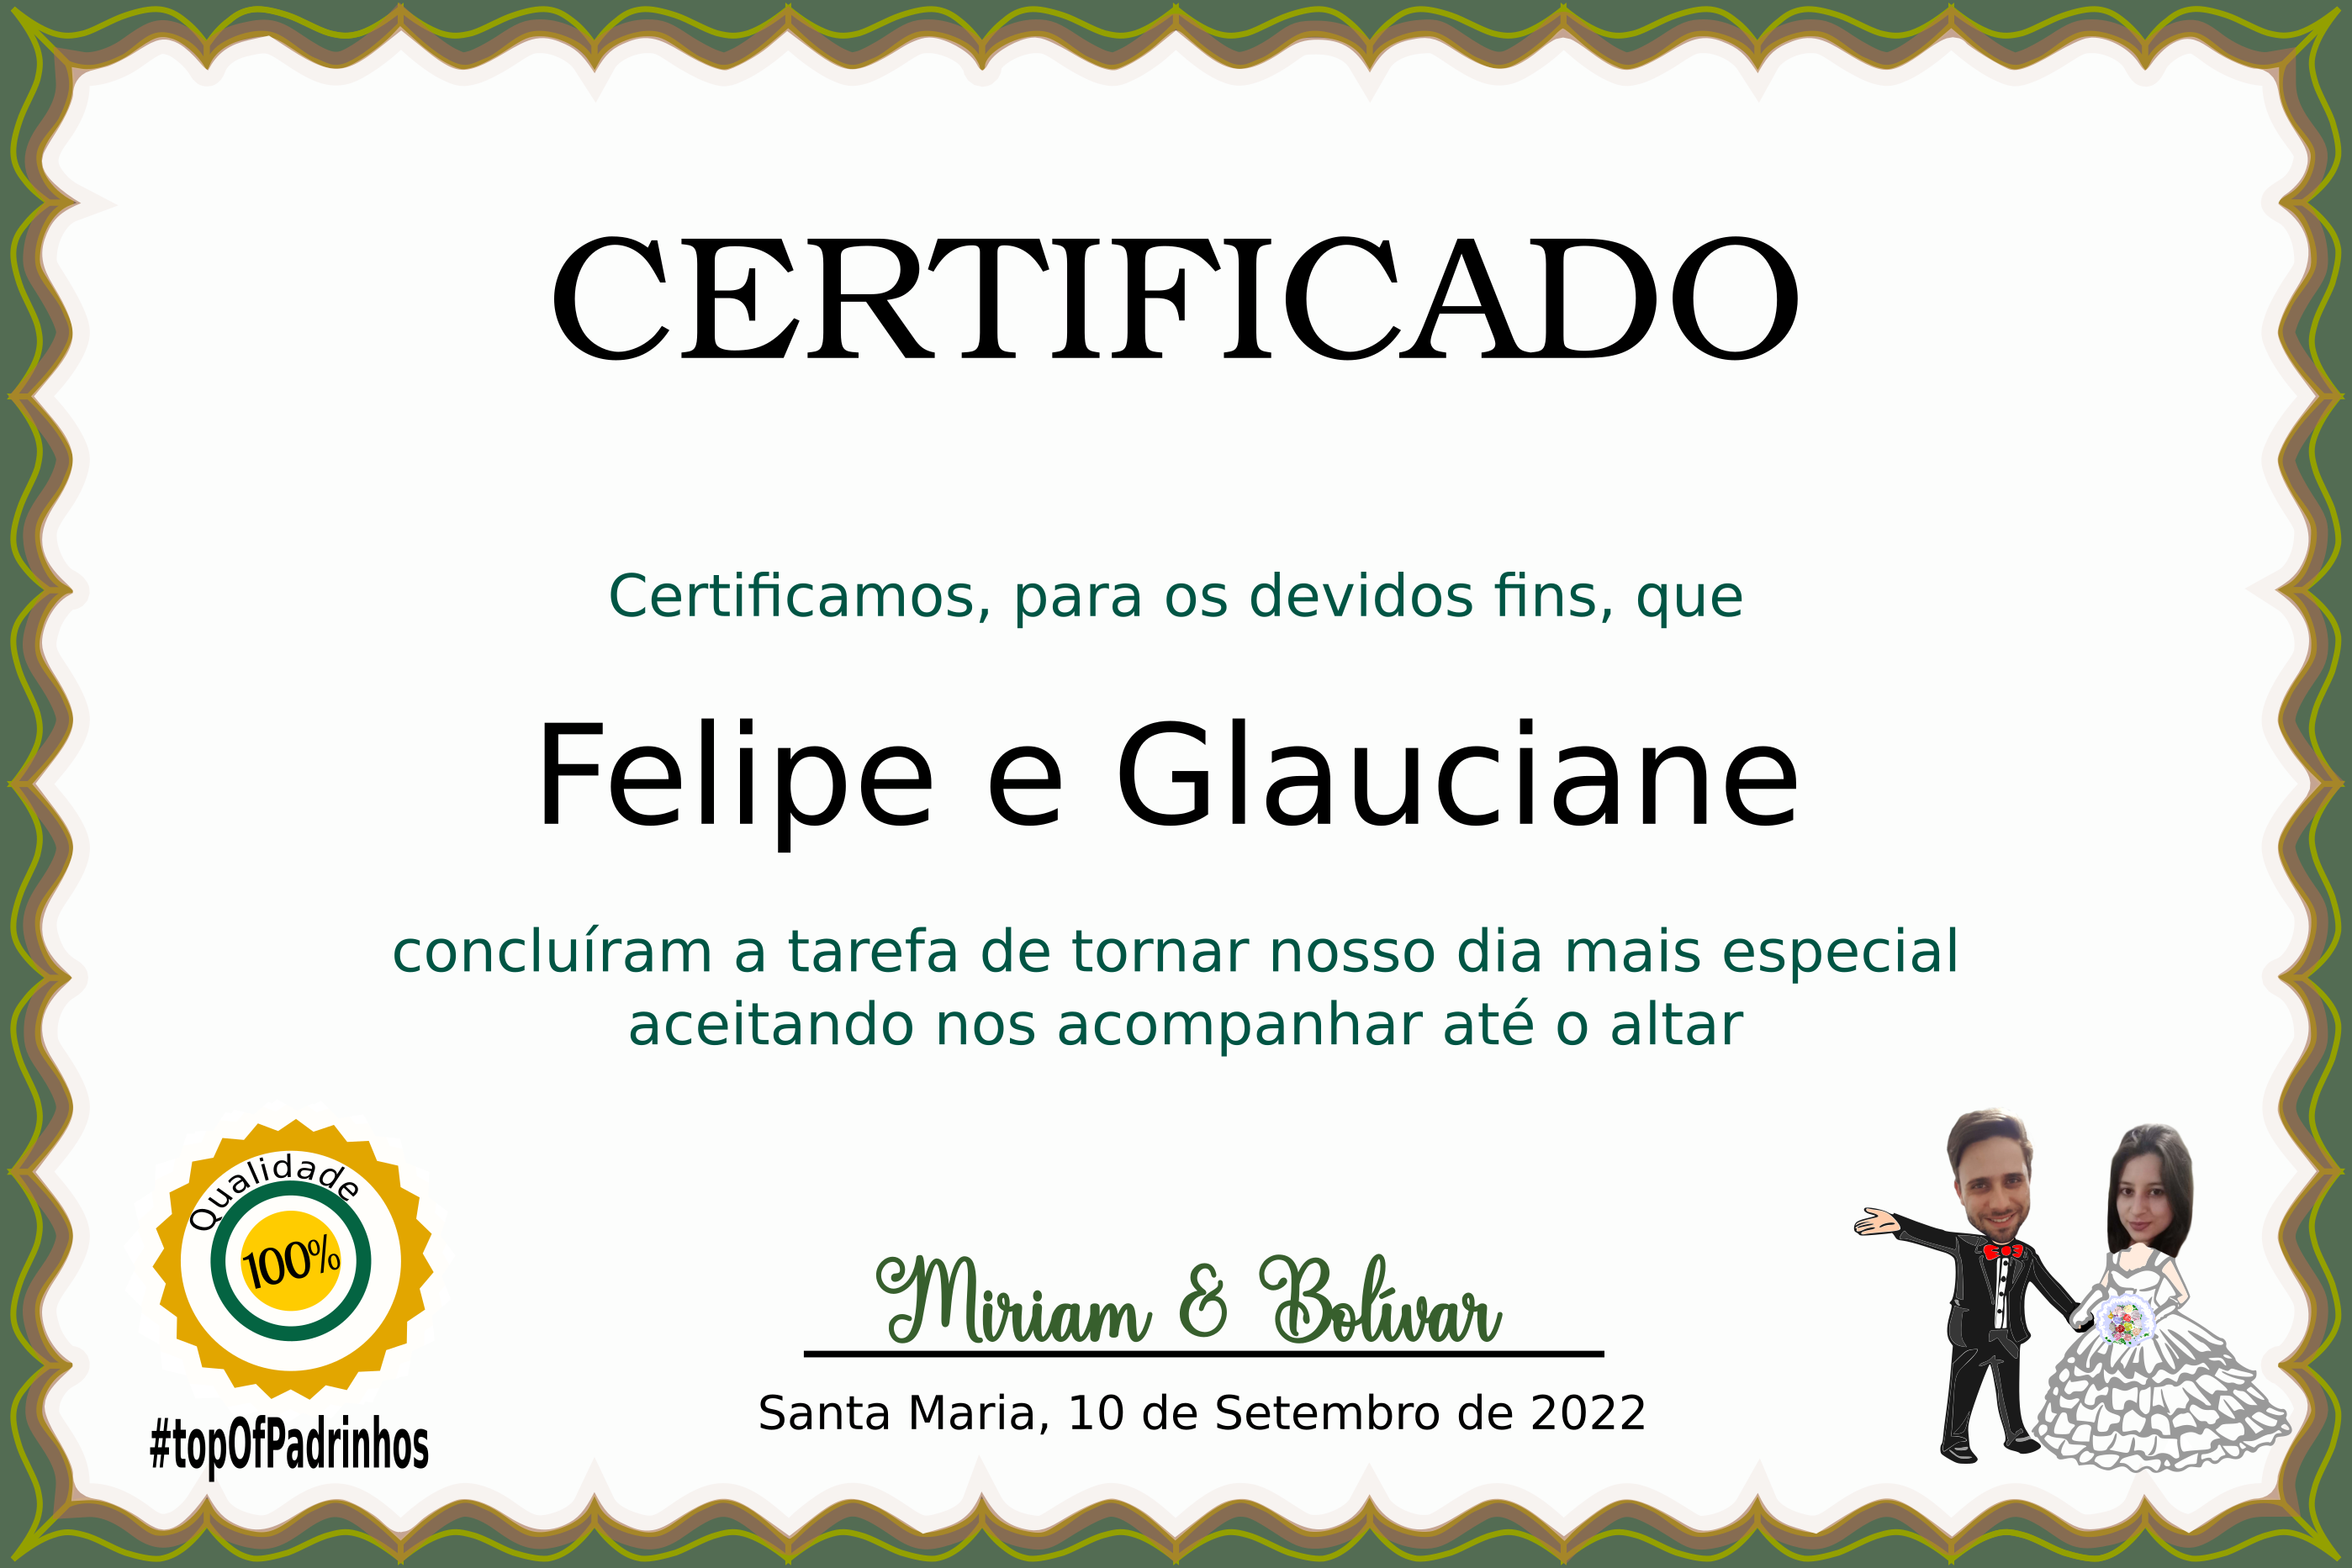 CERTIFICADO
Certificamos, para os devidos fins, que
Felipe e Glauciane
concluíram a tarefa de tornar nosso dia mais especial
aceitando nos acompanhar até o altar
Qualidade
100%
#topOfPadrinhos
Miriam & Bolívar
Santa Maria, 10 de Setembro de 2022